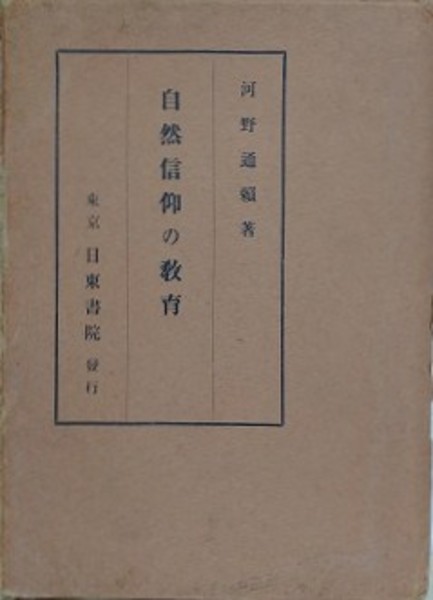 河野通頼著
自然信仰の教育
東京 日東書院 發行